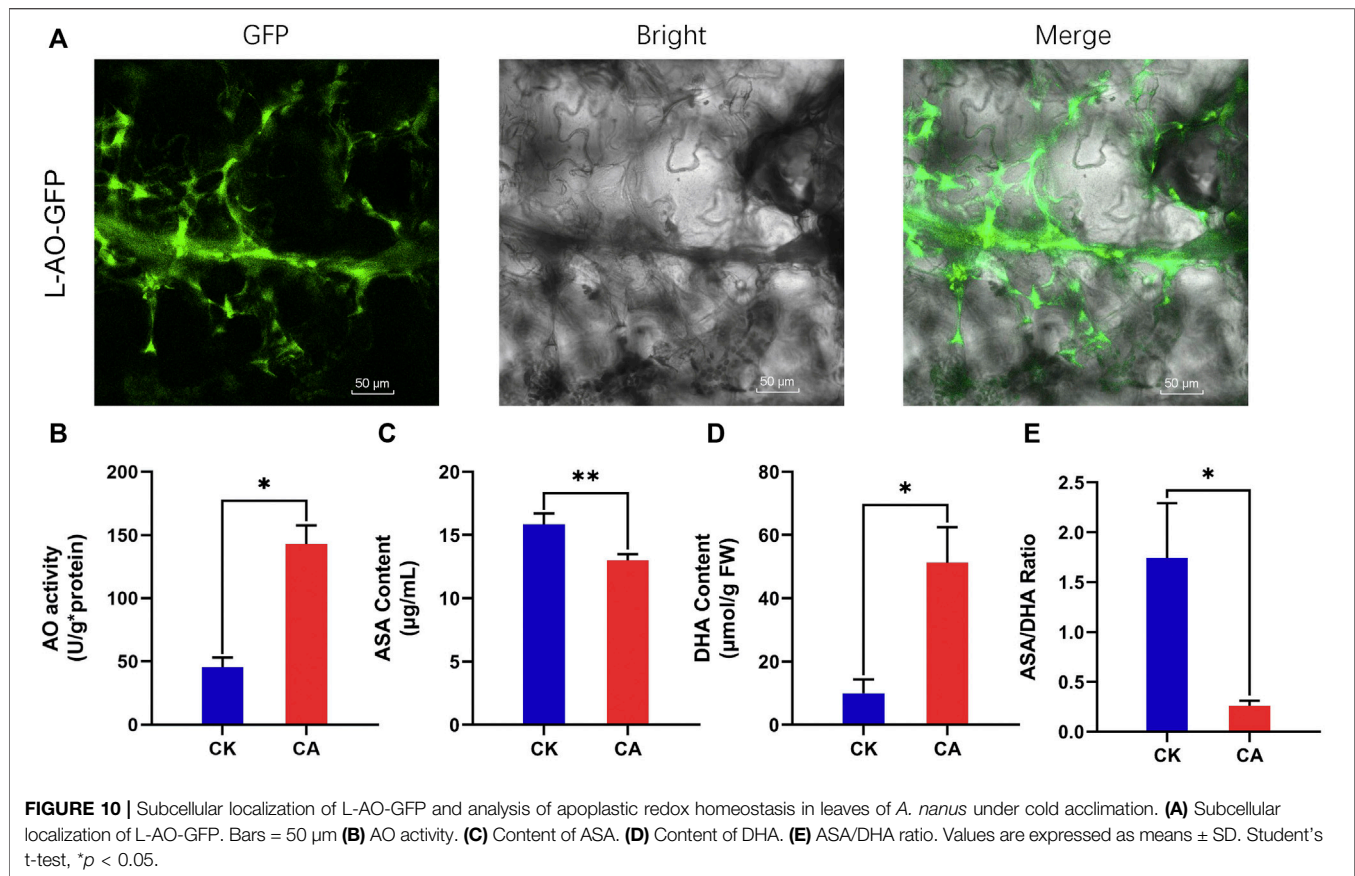 A
GFP
Bright
Merge
L-AO-GFP
50 µm
50 µm
50 µm
B
C
D
E
AO activity
(U/g*protein)
200
150
100
50
0
*
CK
CA
ASA Content
(µg/mL)
20
15
10
5
0
**
CK
CA
DHA Content
(µmol/g FW)
80
60
40
20
0
*
CK
CA
ASA/DHA Ratio
2.5
2.0
1.5
1.0
0.5
0.0
*
CK
CA
FIGURE 10 | Subcellular localization of L-AO-GFP and analysis of apoplastic redox homeostasis in leaves of A. nanus under cold acclimation. (A) Subcellular
localization of L-AO-GFP. Bars = 50 µm (B) AO activity. (C) Content of ASA. (D) Content of DHA. (E) ASA/DHA ratio. Values are expressed as means ± SD. Student's
t-test, *p < 0.05.